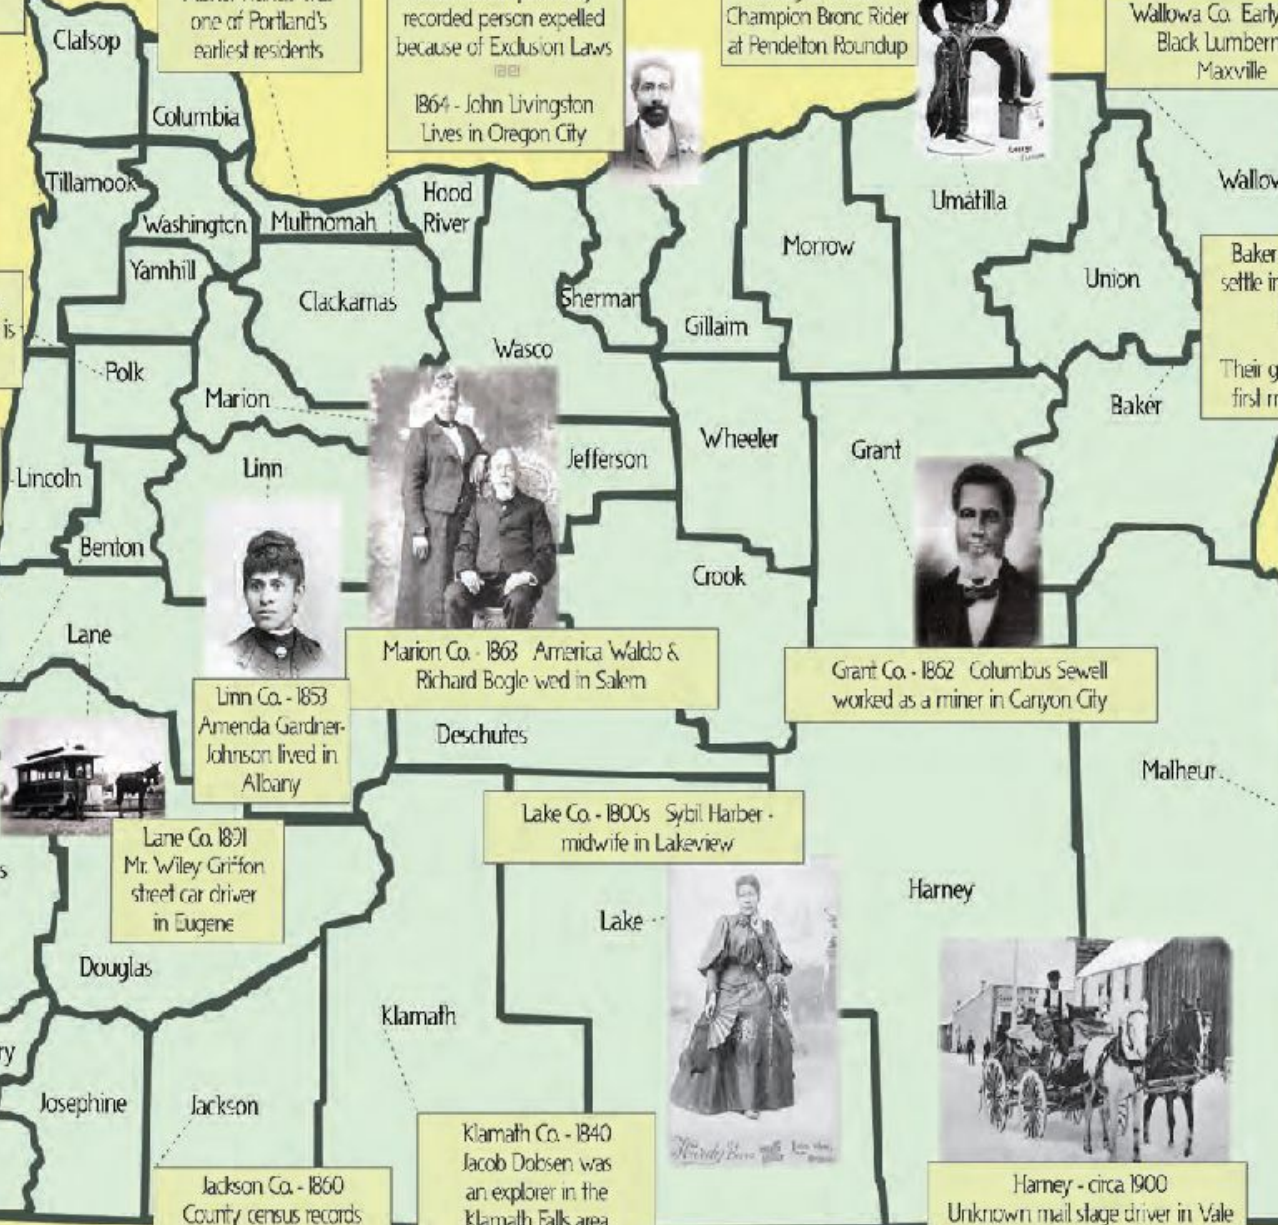 one of Portland's
earliest residents
recorded person expelled
because of Exclusion Laws
1864 - John Livingston
Lives in Oregon City
Champion Bronc Rider
at Pendelton Roundup
Wallowa Co. Early
Black Lumberm
Maxville
George
Clatsop
Columbia
Tillamook
Washington
Multnomah
Hood
River
Yamhill
Clackamas
Sherman
Gillaim
Morrow
Umatilla
Union
Wallow
Baker
settle in
Their g
first m
is
Polk
Marion
Wasco
Wheeler
Grant
Baker
Lincoln
Linn
Jefferson
Benton
Crook
Lane
Marion Co. - 1863 America Waldo &
Richard Bogle wed in Salem
Grant Co. - 1862 Columbus Sewell
worked as a miner in Canyon City
Linn Co. - 1853
Amenda Gardner-
Johnson lived in
Albany
Deschutes
Malheur
Lane Co. 1891
Mr. Wiley Griffon
street car driver
in Eugene
Lake Co. - 1800s Sybil Harber -
midwife in Lakeview
s
Lake
Harney
Douglas
Klamath
ry
Josephine
Jackson
Klamath Co. - 1840
Jacob Dobsen was
an explorer in the
Klamath Falls area
Jackson Co. - 1860
County census records
Harney - circa 1900
Unknown mail stage driver in Vale